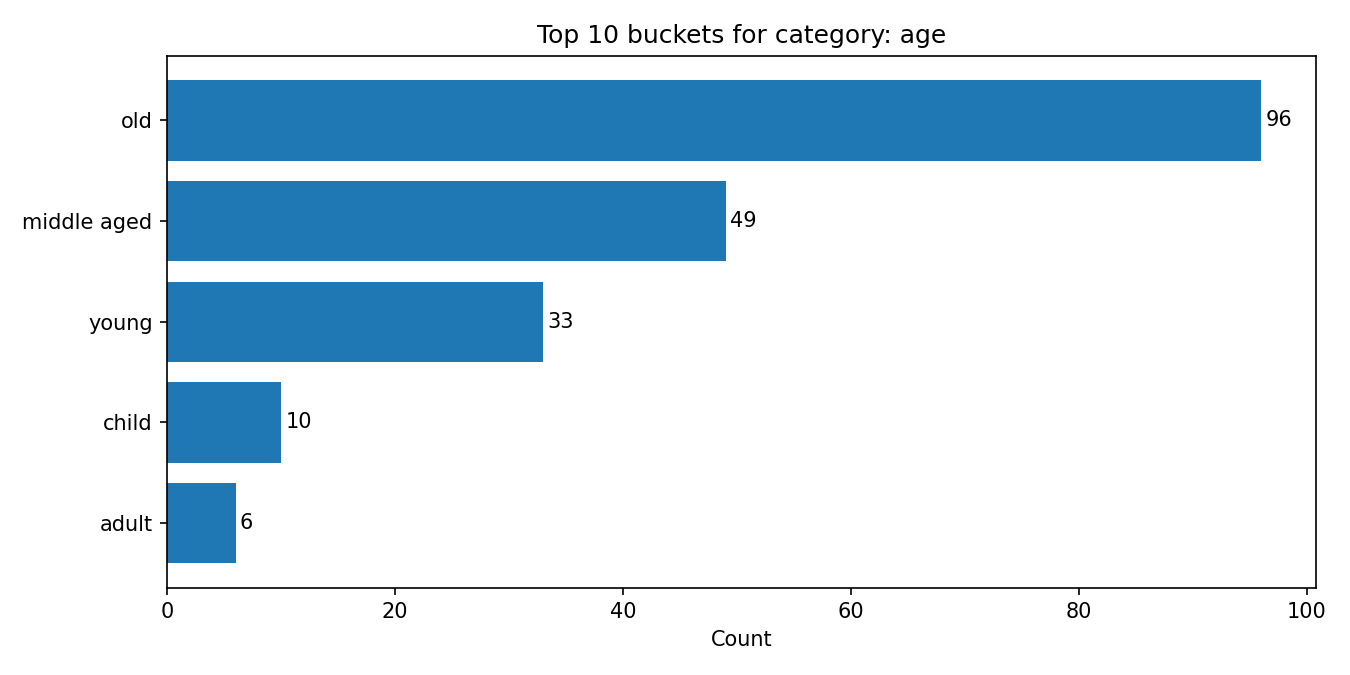 Top 10 buckets for category: age
old
96
middle aged
49
young
33
child
10
adult
6
0 20 40 60 80 100
Count